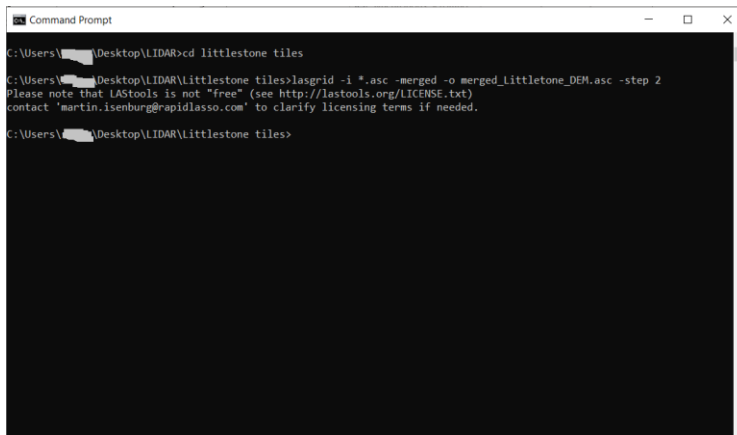 Command Prompt
C:\Users\ \Desktop\LIDAR>cd littlestone tiles
C:\Users\ \Desktop\LIDAR\Littlestone tiles>lasgrid -i *.asc -merged -o merged_Littletone_DEM.asc -step 2
Please note that LAStools is not "free" (see http://lastools.org/LICENSE.txt)
contact 'martin.isenburg@rapidlasso.com' to clarify licensing terms if needed.
C:\Users\ \Desktop\LIDAR\Littlestone tiles>